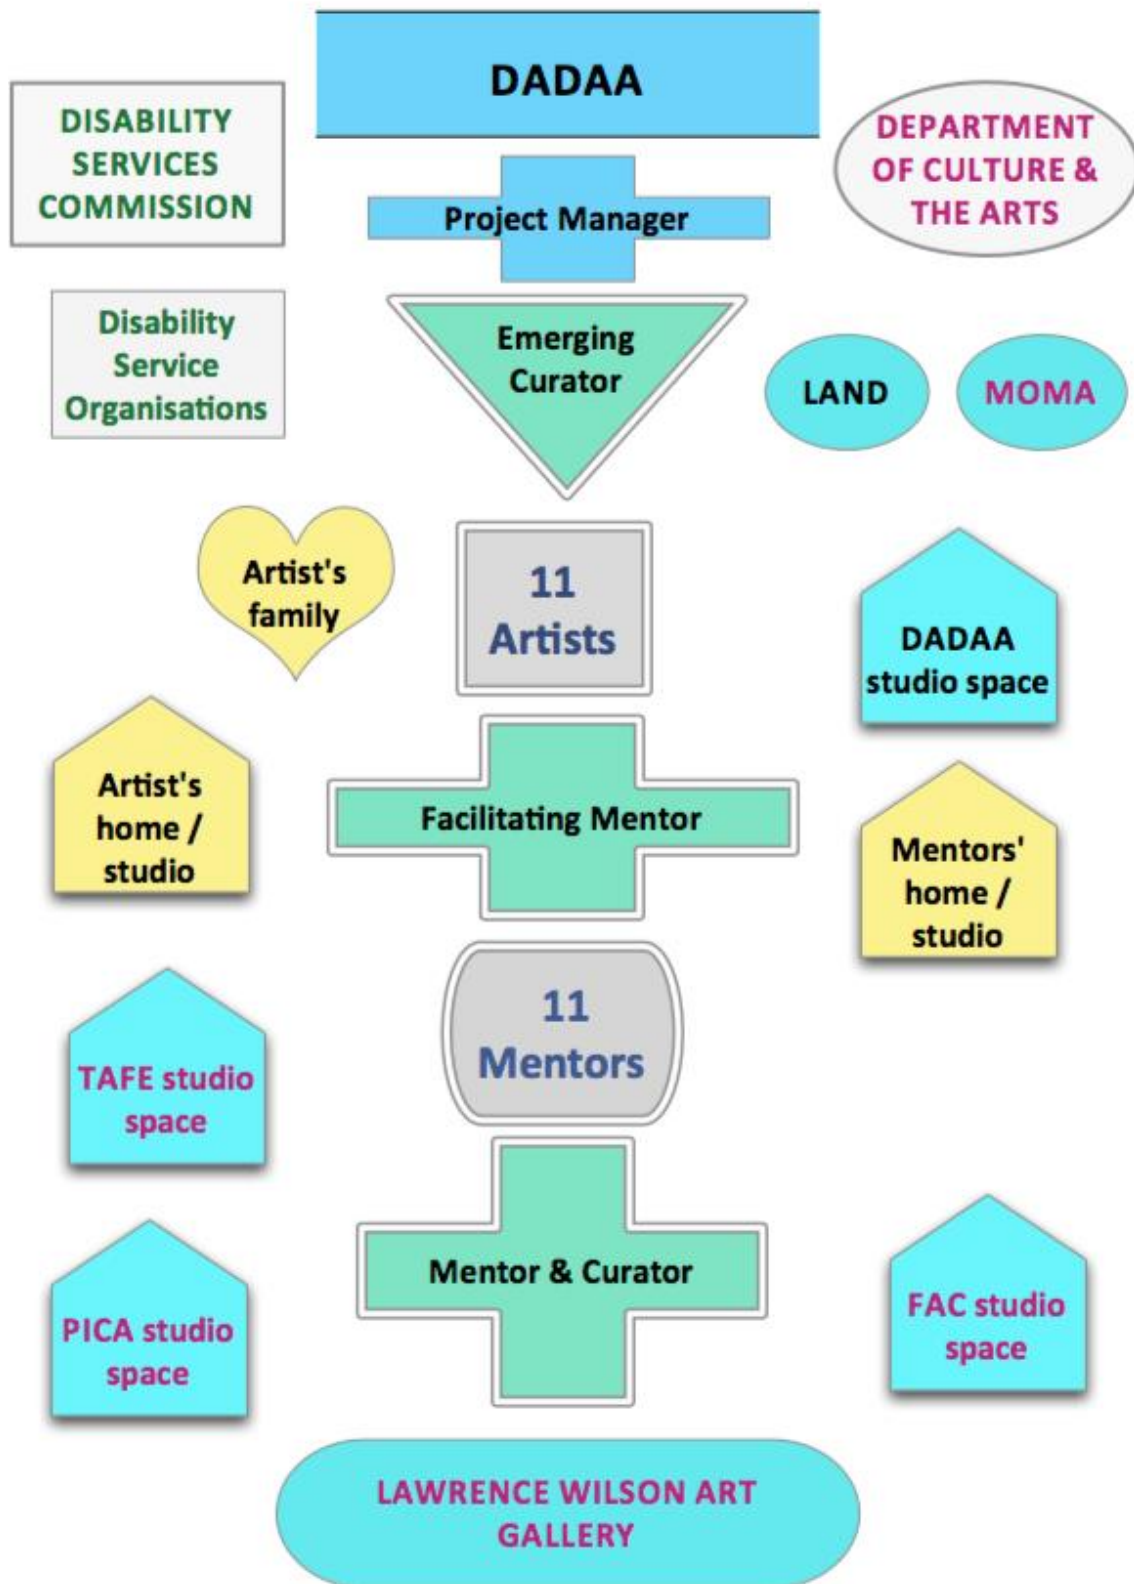 DADAA
DISABILITY
SERVICES
COMMISSION
DEPARTMENT
OF CULTURE &
THE ARTS
Project Manager
Disability
Service
Organisations
Emerging
Curator
LAND
MOMA
Artist's
family
11
Artists
DADAA
studio space
Artist's
home /
studio
Facilitating Mentor
Mentors'
home /
studio
11
Mentors
TAFE studio
space
Mentor & Curator
PICA studio
space
FAC studio
space
LAWRENCE WILSON ART
GALLERY